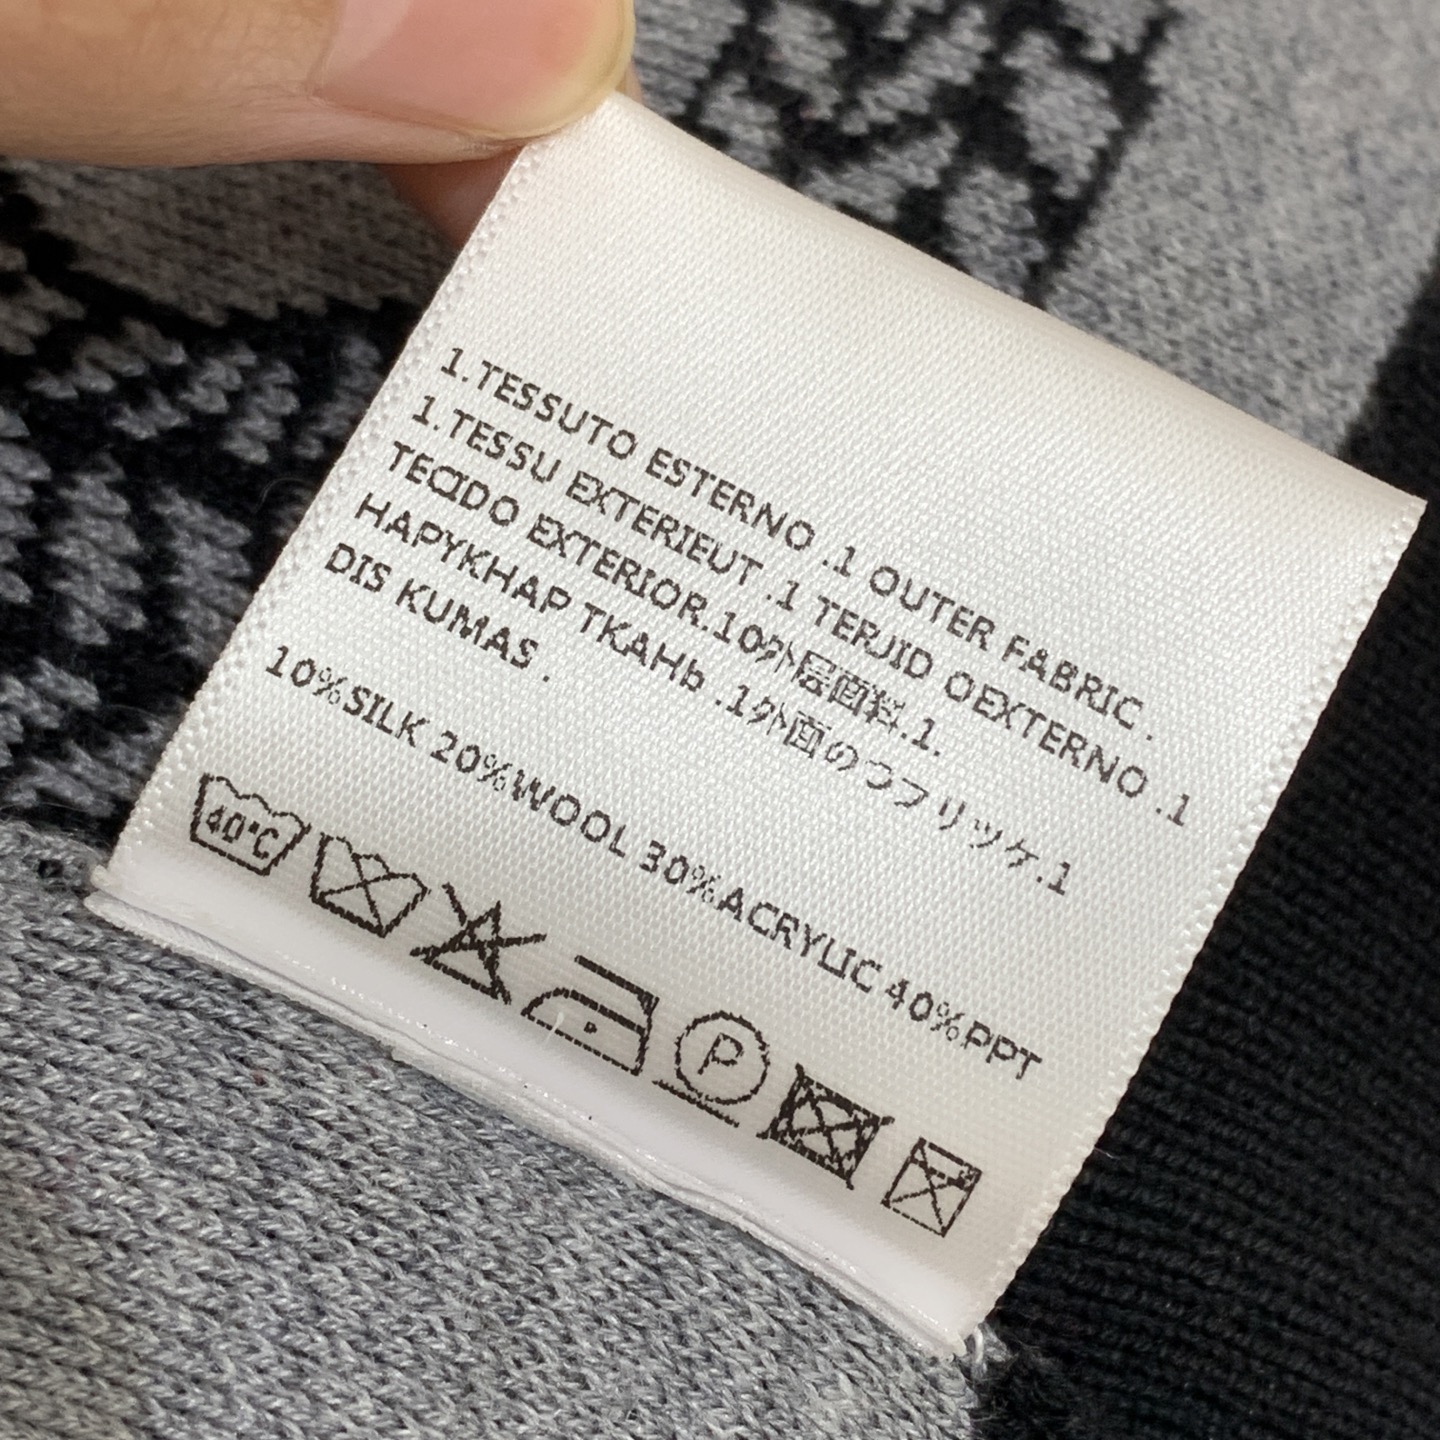 1.TESSUTO ESTERNO .1 OUTER FABRIC .
1.TESSU EXTERIEUT .1 TERJID OEXTERNO .1
TECIDO EXTERIOR.10外层面料.1.
НАРУКНАР ТКАНЬ .1外面のつフリッケ.1
DIS KUMAS .
10%SILK 20%WOOL 30%ACRYLIC 40%PPT
40°C
P